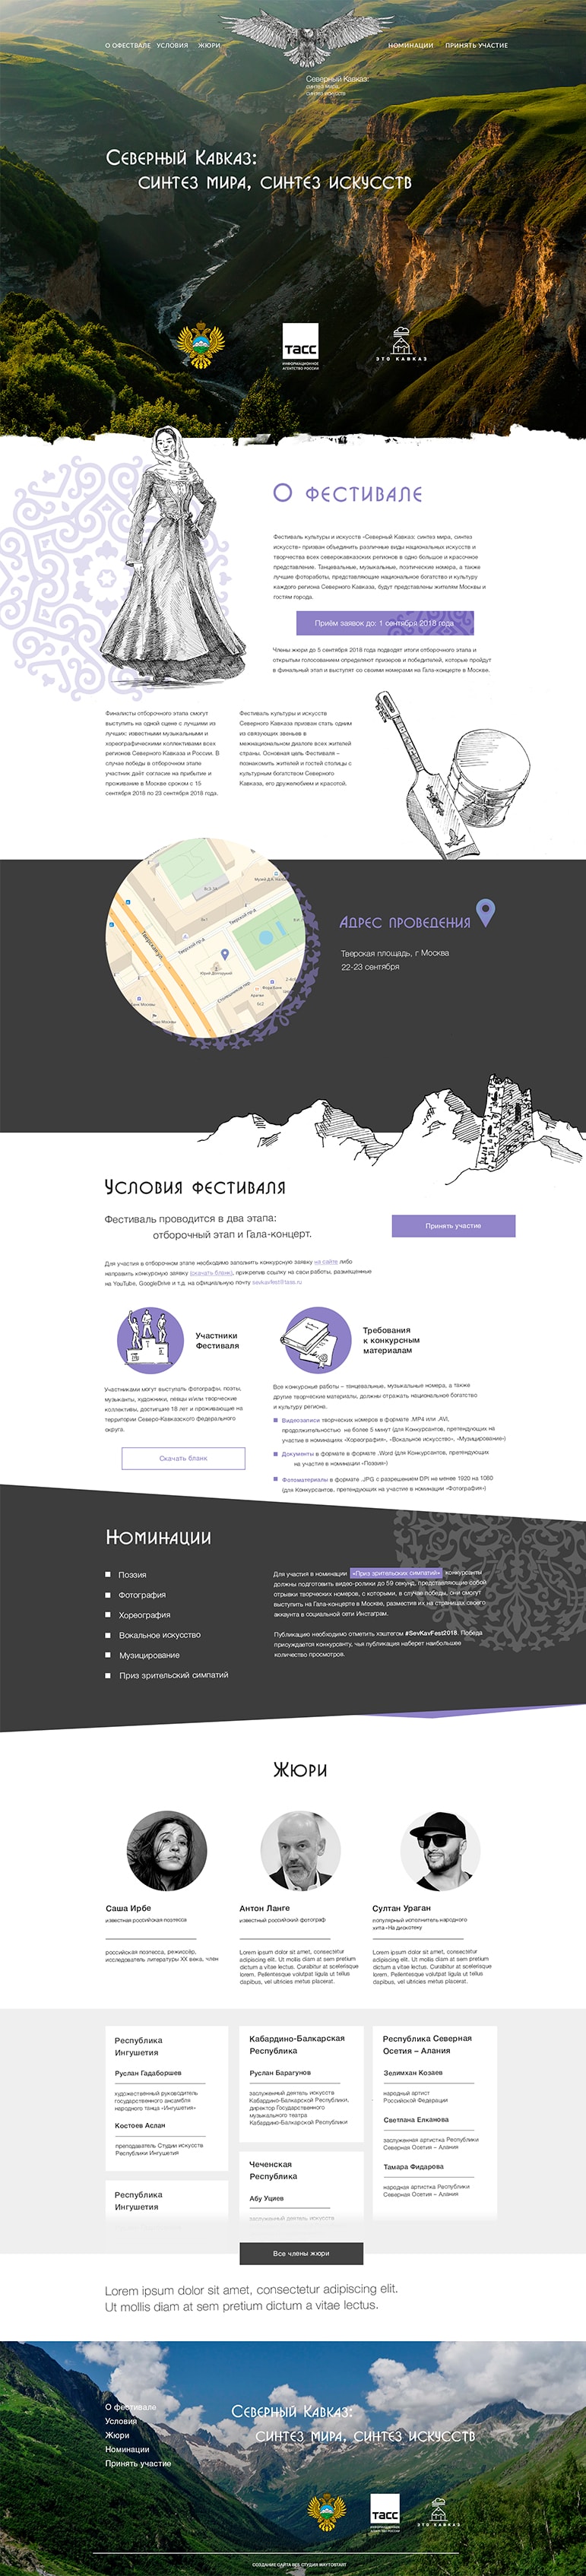 О ОФЕСТВАЛЕ УСЛОВИЯ ЖЮРИ НОМИНАЦИИ ПРИНЯТЬ УЧАСТИЕ
Северный Кавказ:
синтез мира,
синтез искусств
Северный Кавказ:
синтез мира, синтез искусств
ТАСС
ИНФОРМАЦИОННОЕ
АГЕНТСТВО РОССИИ
ЭТО КАВКАЗ
О фестивале
Фестиваль культуры и искусств «Северный Кавказ: синтез мира, синтез
искусств» призван объединить различные виды национальных искусств и
творчества всех северокавказских регионов в одно большое и красочное
представление. Танцевальные, музыкальные, поэтические номера, а также
лучшие фотоработы, представляющие национальное богатство и культуру
каждого региона Северного Кавказа, будут представлены жителям Москвы и
гостям города.
Приём заявок до: 1 сентября 2018 года
Члены жюри до 5 сентября 2018 года подводят итоги отборочного этапа и
открытым голосованием определяют призеров и победителей, которые пройдут
в финальный этап и выступят со своими номерами на Гала-концерте в Москве.
Финалисты отборочного этапа смогут
выступить на одной сцене с лучшими из
лучших: известными музыкальными и
хореографическими коллективами всех
регионов Северного Кавказа и России. В
случае победы в отборочном этапе
участник даёт согласие на прибытие и
проживание в Москве сроком с 15
сентября 2018 по 23 сентября 2018 года.
Фестиваль культуры и искусств
Северного Кавказа призван стать одним
из связующих звеньев в
межнациональном диалоге всех жителей
страны. Основная цель Фестиваля –
познакомить жителей и гостей столицы с
культурным богатством Северного
Кавказа, его дружелюбием и красотой.
Тверская ул.
Тверской пр-д
Тверской пр-д
Юрий Долгорукий
Столешников пер.
Арагви
Адрес проведения
Тверская площадь, г Москва
22-23 сентября
Условия фестиваля
Фестиваль проводится в два этапа:
отборочный этап и Гала-концерт.
Принять участие
Для участия в отборочном этапе необходимо заполнить конкурсную заявку на сайте либо
направить конкурсную заявку (скачать бланк), прикрепив ссылку на свои работы, размещённые
на YouTube, GoogleDrive и т.д. на официальную почту sevkavfest@tass.ru
Участники
Фестиваля
Участниками могут выступать фотографы, поэты,
музыканты, художники, певцы и/или творческие
коллективы, достигшие 18 лет и проживающие на
территории Северо-Кавказского федерального
округа.
Скачать бланк
Требования
к конкурсным
материалам
Все конкурсные работы – танцевальные, музыкальные номера, а также
другие творческие материалы, должны отражать национальное богатство
и культуру региона.
Видеозаписи творческих номеров в формате .MP4 или .AVI,
продолжительностью не более 5 минут (для Конкурсантов, претендующих на
участие в номинациях «Хореография», «Вокальное искусство», «Музицирование»)
Документы в формате в формате .Word (для Конкурсантов, претендующих
на участие в номинации «Поэзия»)
Фотоматериалы в формате .JPG с разрешением DPI не менее 1920 на 1080
(для Конкурсантов, претендующих на участие в номинации «Фотография»)
Номинации
Поэзия
Фотография
Хореография
Вокальное искусство
Музицирование
Приз зрительский симпатий
Для участия в номинации «Приз зрительских симпатий» конкурсанты
должны подготовить видео-ролики до 59 секунд, представляющие собой
отрывки творческих номеров, с которыми, в случае победы, они смогут
выступить на Гала-концерте в Москве, разместив их на страницах своего
аккаунта в социальной сети Инстаграм.
Публикацию необходимо отметить хэштегом #SevKavFest2018. Победа
присуждается конкурсанту, чья публикация наберет наибольшее
количество просмотров.
Жюри
Саша Ирбе
известная российская поэтесса
российская поэтесса, режиссёр,
исследователь литературы XX века, член
Антон Ланге
известный российский фотограф
Lorem ipsum dolor sit amet, consectetur
adipiscing elit. Ut mollis diam at sem pretium
dictum a vitae lectus. Curabitur at scelerisque
lorem. Pellentesque volutpat ligula ut tellus
dapibus, vel ultricies metus placerat.
Султан Ураган
популярный исполнитель народного
хита «На дискотеку
Lorem ipsum dolor sit amet, consectetur
adipiscing elit. Ut mollis diam at sem pretium
dictum a vitae lectus. Curabitur at scelerisque
lorem. Pellentesque volutpat ligula ut tellus
dapibus, vel ultricies metus placerat.
Республика
Ингушетия
Руслан Гадаборшев
художественный руководитель
государственного ансамбля
народного танца «Ингушетия»
Костоев Аслан
преподаватель Студии искусств
Республики Ингушетия
Республика
Ингушетия
Кабардино-Балкарская
Республика
Руслан Барагунов
заслуженный деятель искусств
Кабардино-Балкарской Республики,
директор Государственного
музыкального театра
Кабардино-Балкарской Республики
Чеченская
Республика
Абу Уциев
заслуженный деятель искусств
Республика Северная
Осетия – Алания
Зелимхан Козаев
народный артист
Российской Федерации
Светлана Елканова
заслуженная артистка Республики
Северная Осетия – Алания
Тамара Фидарова
народная артистка Республики
Северная Осетия – Алания
Все члены жюри
Lorem ipsum dolor sit amet, consectetur adipiscing elit.
Ut mollis diam at sem pretium dictum a vitae lectus.
О фестивале
Условия
Жюри
Номинации
Принять участие
Северный Кавказ:
синтез мира, синтез искусств
ТАСС
ИНФОРМАЦИОННОЕ
АГЕНТСТВО РОССИИ
ЭТО КАВКАЗ
СОЗДАНИЕ САЙТА ВЕБ СТУДИЯ WAYTOSTART